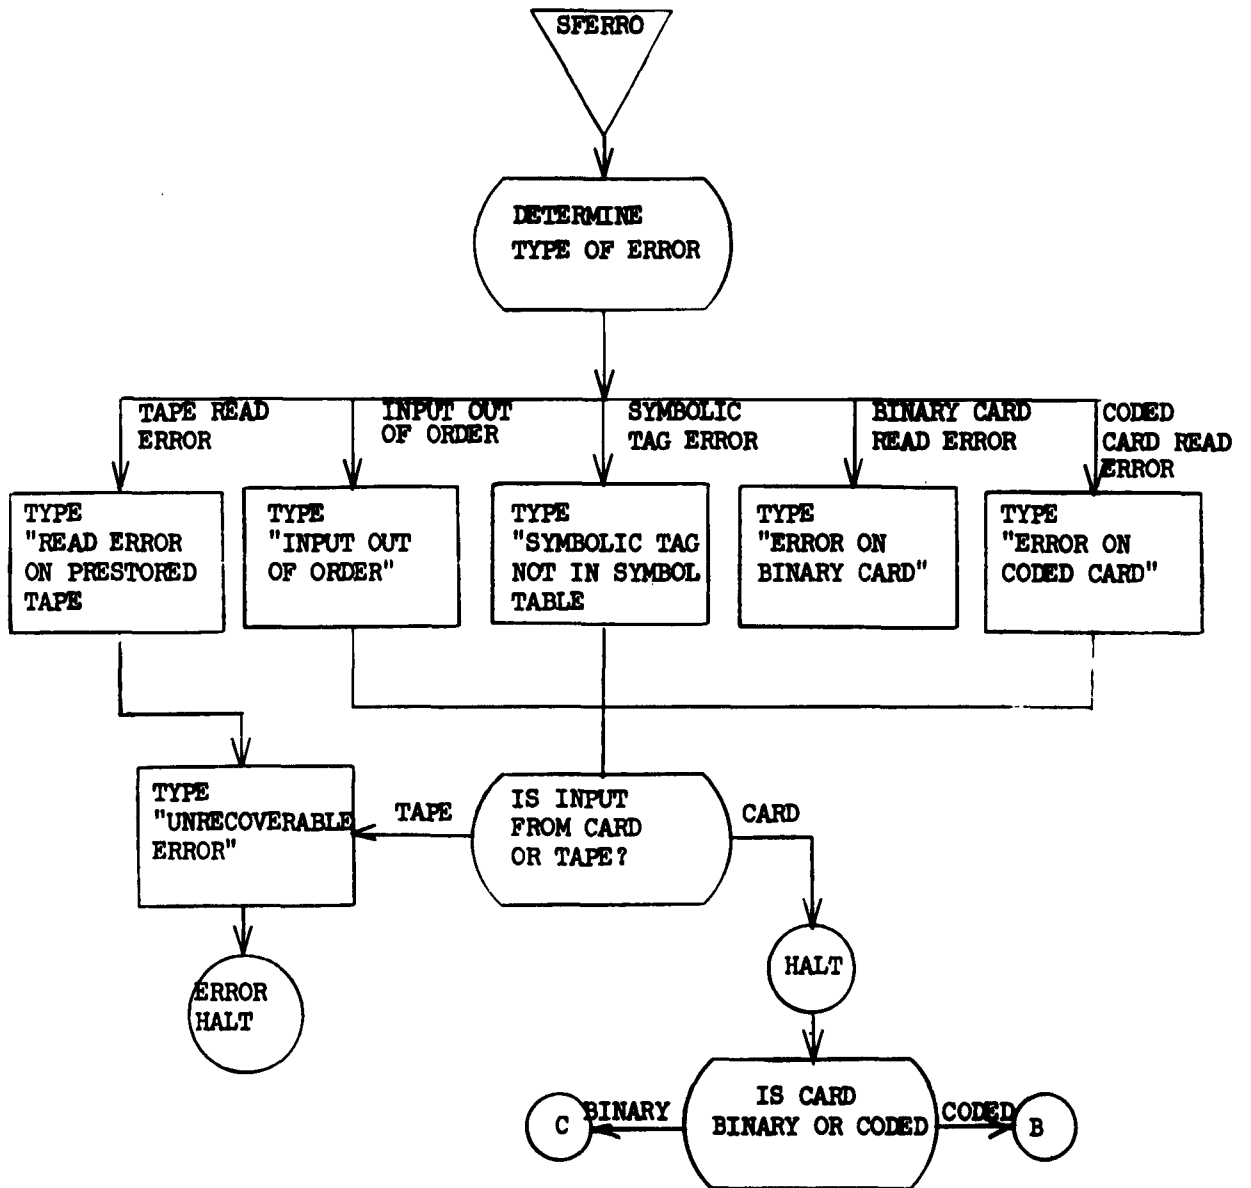 SFERRO
DETERMINE
TYPE OF ERROR
TAPE READ
ERROR
INPUT OUT
OF ORDER
SYMBOLIC
TAG ERROR
BINARY CARD
READ ERROR
CODED
CARD READ
ERROR
TYPE
"READ ERROR
ON PRESTORED
TAPE
TYPE
"INPUT OUT
OF ORDER"
TYPE
"SYMBOLIC TAG
NOT IN SYMBOL
TABLE
TYPE
"ERROR ON
BINARY CARD"
TYPE
"ERROR ON
CODED CARD"
TYPE
"UNRECOVERABLE
ERROR"
TAPE
IS INPUT
FROM CARD
OR TAPE?
CARD
ERROR
HALT
HALT
IS CARD
BINARY OR CODED
C
BINARY
CODED
B